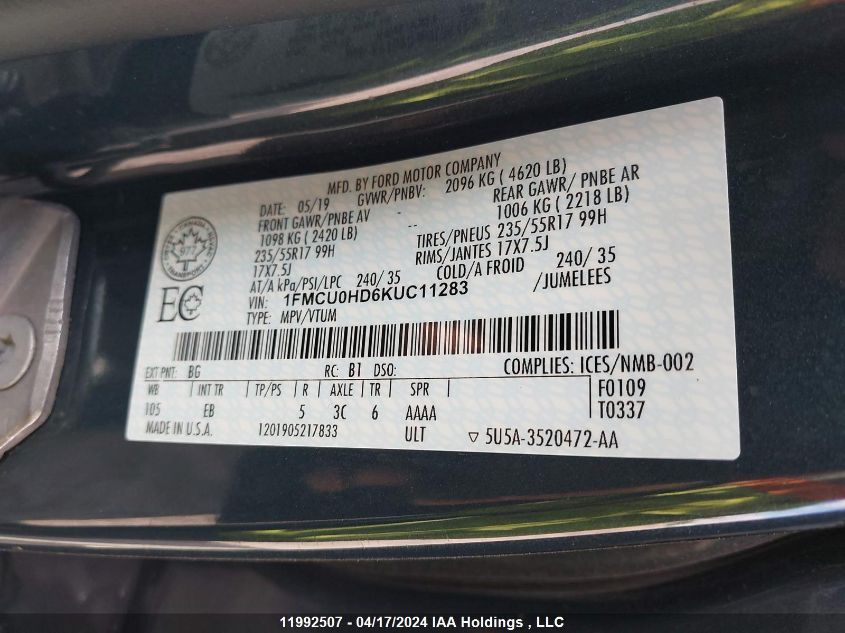 MFD. BY FORD MOTOR COMPANY
DATE: 05/19 GVWR/PNBV: 2096 KG ( 4620 LB)
FRONT GAWR/PNBE AV - REAR GAWR/ PNBE AR
1098 KG ( 2420 LB) -- 1006 KG ( 2218 LB)
235/55R17 99H TIRES/PNEUS 235/55R17 99H
17X7.5J RIMS/JANTES 17X7.5J
AT/A kPa/PSI/LPC 240/ 35 COLD/A FROID 240/ 35
VIN: 1FMCU0HD6KUC11283 /JUMELEES
TYPE: MPV/VTUM
CANADA
977
TRANSPORT
EC
EXT PNT: BG RC: B1 DSO: COMPLIES: ICES/NMB-002
WB INT TR TP/PS R AXLE TR SPR F0109
105 EB 5 3C 6 AAAA T0337
MADE IN U.S.A. 1201905217833 ULT ▽ 5U5A-3520472-AA
11992507 - 04/17/2024 IAA Holdings , LLC